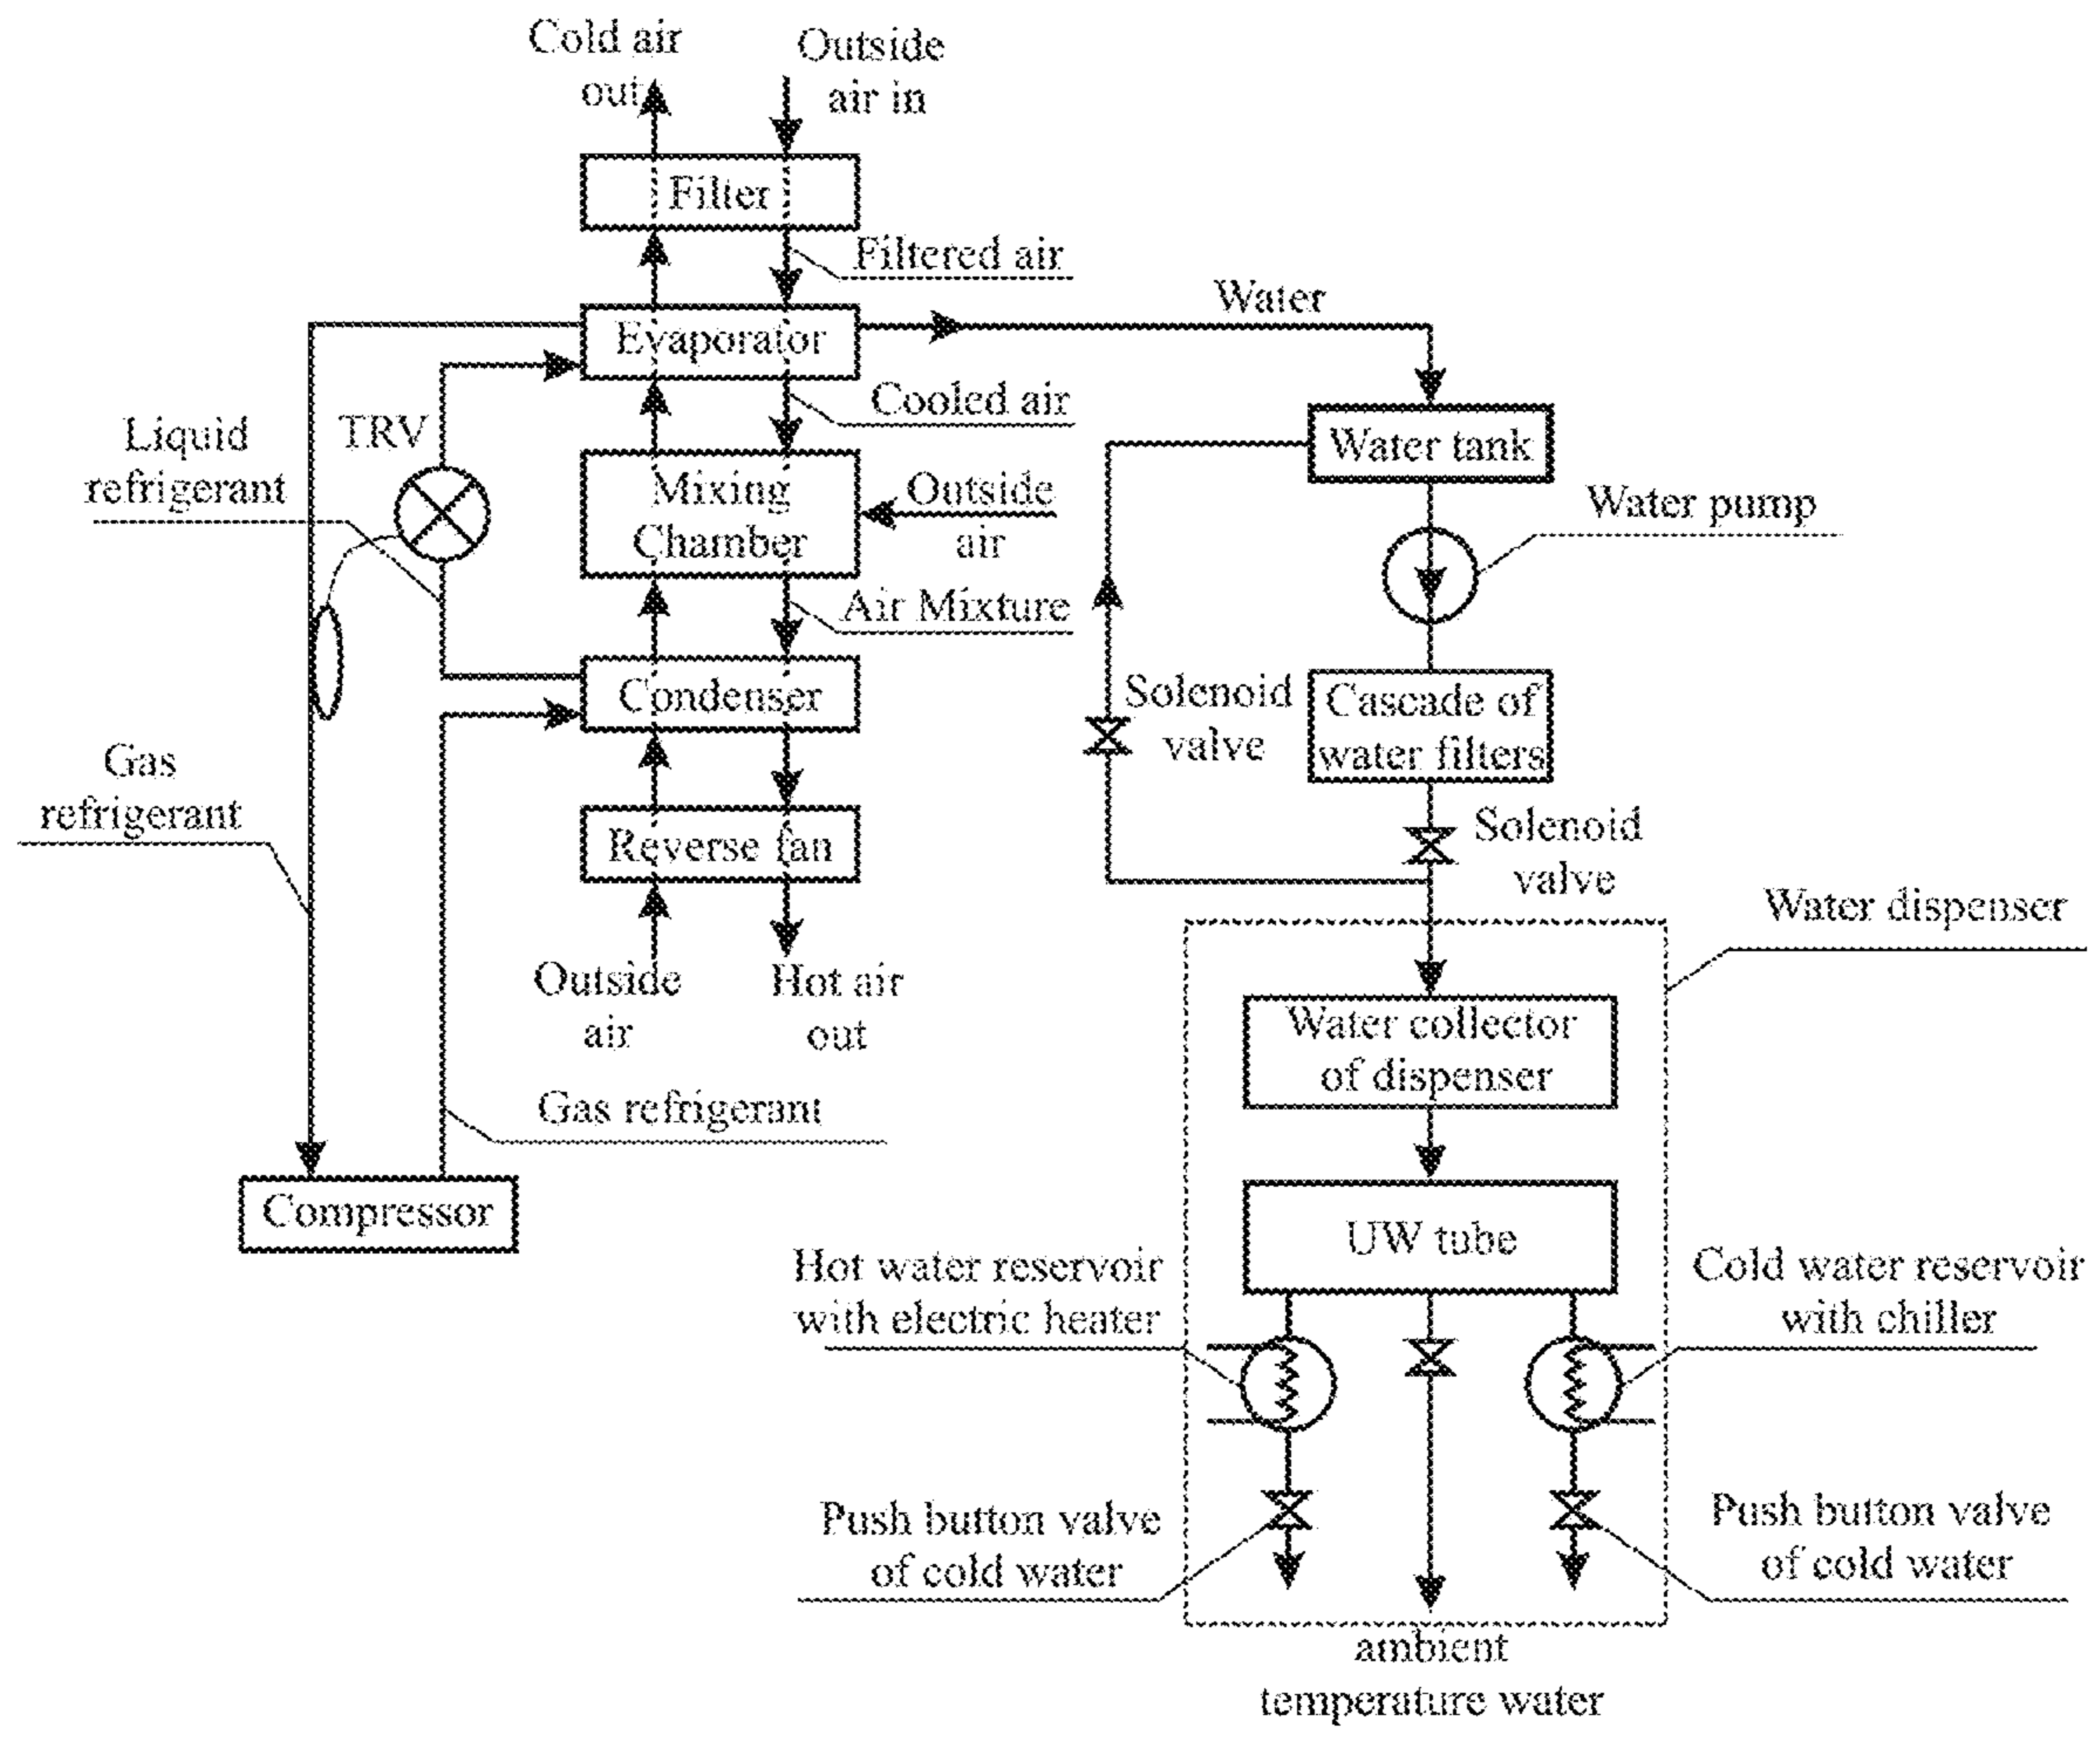 Cold air
out
Outside
air in
Filter
Filtered air
Evaporator
Water
Cooled air
Liquid
refrigerant
TRV
Water tank
Mixing
Chamber
Outside
air
Water pump
Air Mixture
Condenser
Solenoid
valve
Cascade of
water filters
Gas
refrigerant
Reverse fan
Solenoid
valve
Water dispenser
Outside
air
Hot air
out
Water collector
of dispenser
Gas refrigerant
Compressor
UW tube
Hot water reservoir
with electric heater
Cold water reservoir
with chiller
Push button valve
of cold water
Push button valve
of cold water
ambient
temperature water